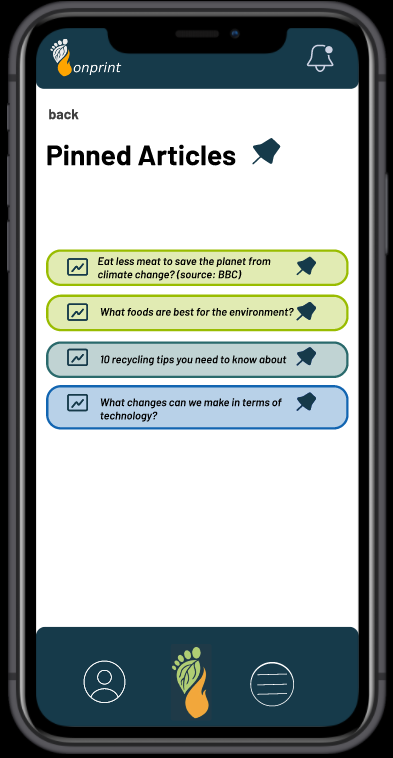 onprint
back
Pinned Articles
Eat less meat to save the planet from
climate change? (source: BBC)
What foods are best for the environment?
10 recycling tips you need to know about
What changes can we make in terms of
technology?